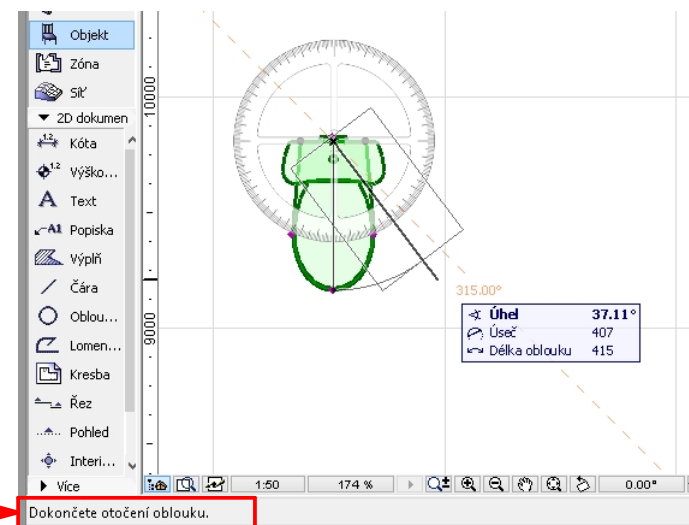 Objekt
Zóna
Síť
2D dokumen
Kóta
Výško...
Text
Popiska
Výplň
Čára
Oblou...
Lomen...
Kresba
Řez
Pohled
Interi...
Více
10000
9000
315.00°
Úhel 37.11°
Úseč 407
Délka oblouku 415
1:50 174 % 0.00°
Dokončete otočení oblouku.